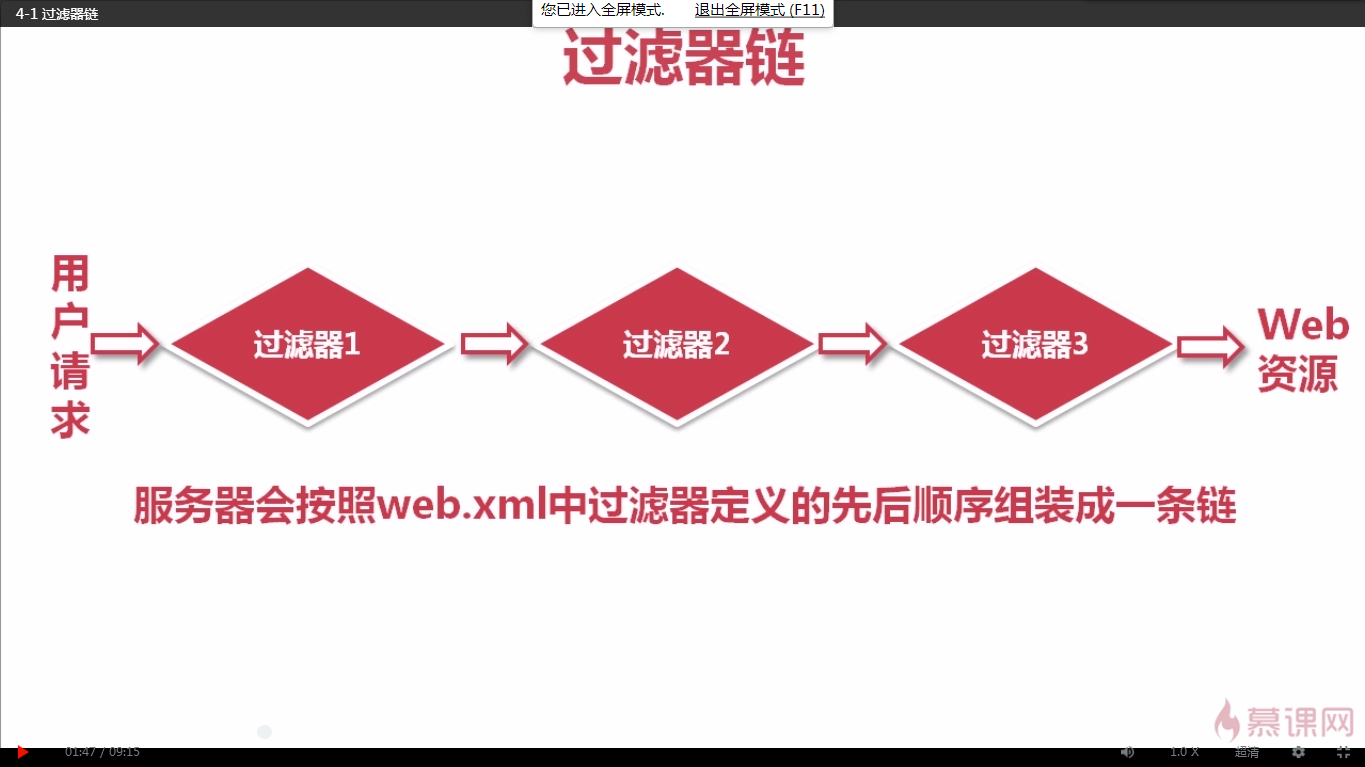 4-1 过滤器链
您已进入全屏模式. 退出全屏模式 (F11)
过滤器链
用户请求
过滤器1
过滤器2
过滤器3
Web
资源
服务器会按照web.xml中过滤器定义的先后顺序组装成一条链
慕课网
01:47 / 09:15
1.0 X
超清